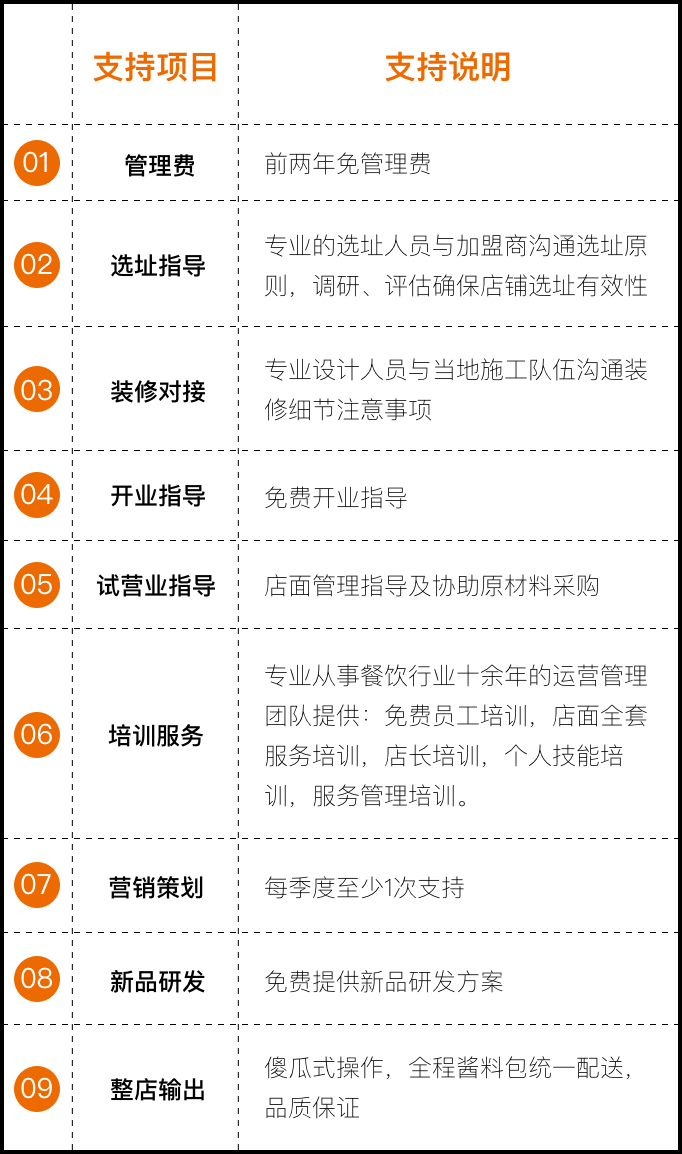 支持项目 支持说明
01 管理费 前两年免管理费
02 选址指导 专业的选址人员与加盟商沟通选址原
则，调研、评估确保店铺选址有效性
03 装修对接 专业设计人员与当地施工队伍沟通装
修细节注意事项
04 开业指导 免费开业指导
05 试营业指导 店面管理指导及协助原材料采购
06 培训服务 专业从事餐饮行业十余年的运营管理
团队提供：免费员工培训，店面全套
服务培训，店长培训，个人技能培
训，服务管理培训。
07 营销策划 每季度至少1次支持
08 新品研发 免费提供新品研发方案
09 整店输出 傻瓜式操作，全程酱料包统一配送，
品质保证